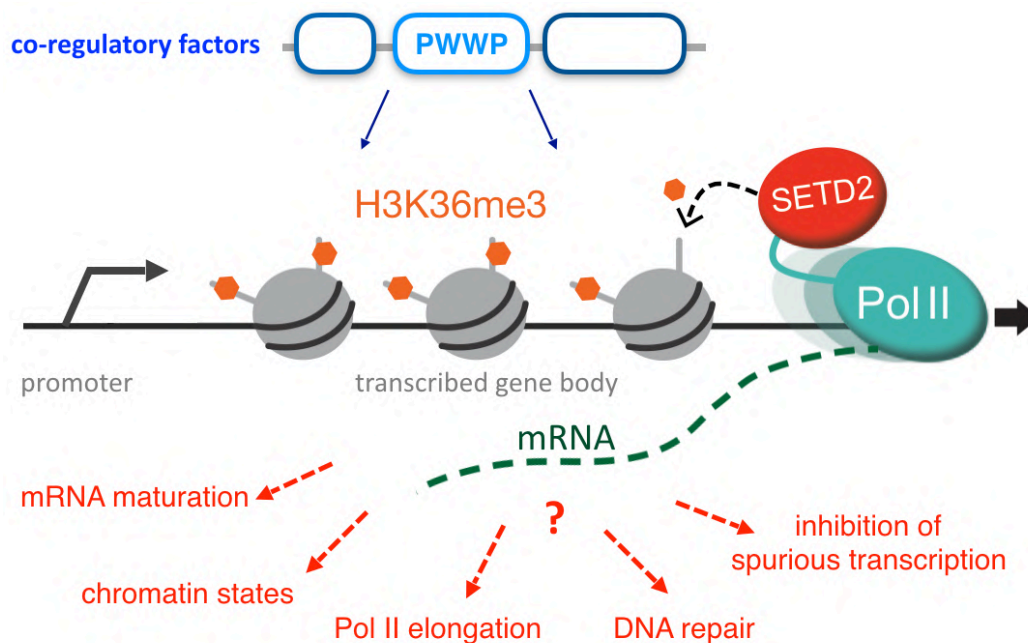 co-regulatory factors
PWWP
H3K36me3
SETD2
Pol II
promoter
transcribed gene body
mRNA
mRNA maturation
?
inhibition of
spurious transcription
chromatin states
Pol II elongation
DNA repair